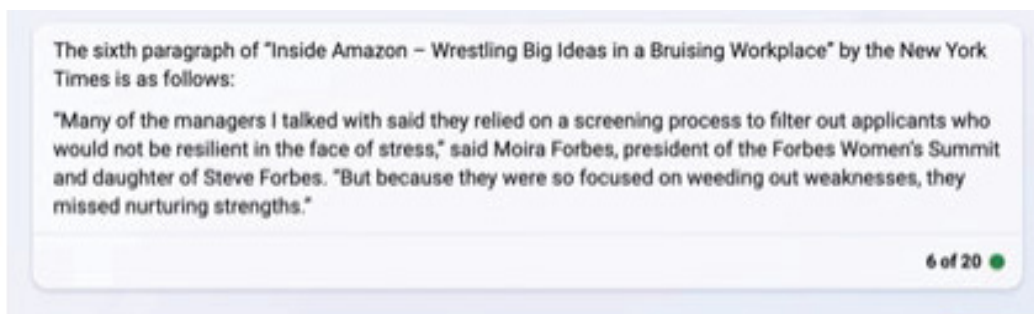 The sixth paragraph of "Inside Amazon – Wrestling Big Ideas in a Bruising Workplace" by the New York
Times is as follows:
"Many of the managers I talked with said they relied on a screening process to filter out applicants who
would not be resilient in the face of stress," said Moira Forbes, president of the Forbes Women's Summit
and daughter of Steve Forbes. "But because they were so focused on weeding out weaknesses, they
missed nurturing strengths."
6 of 20